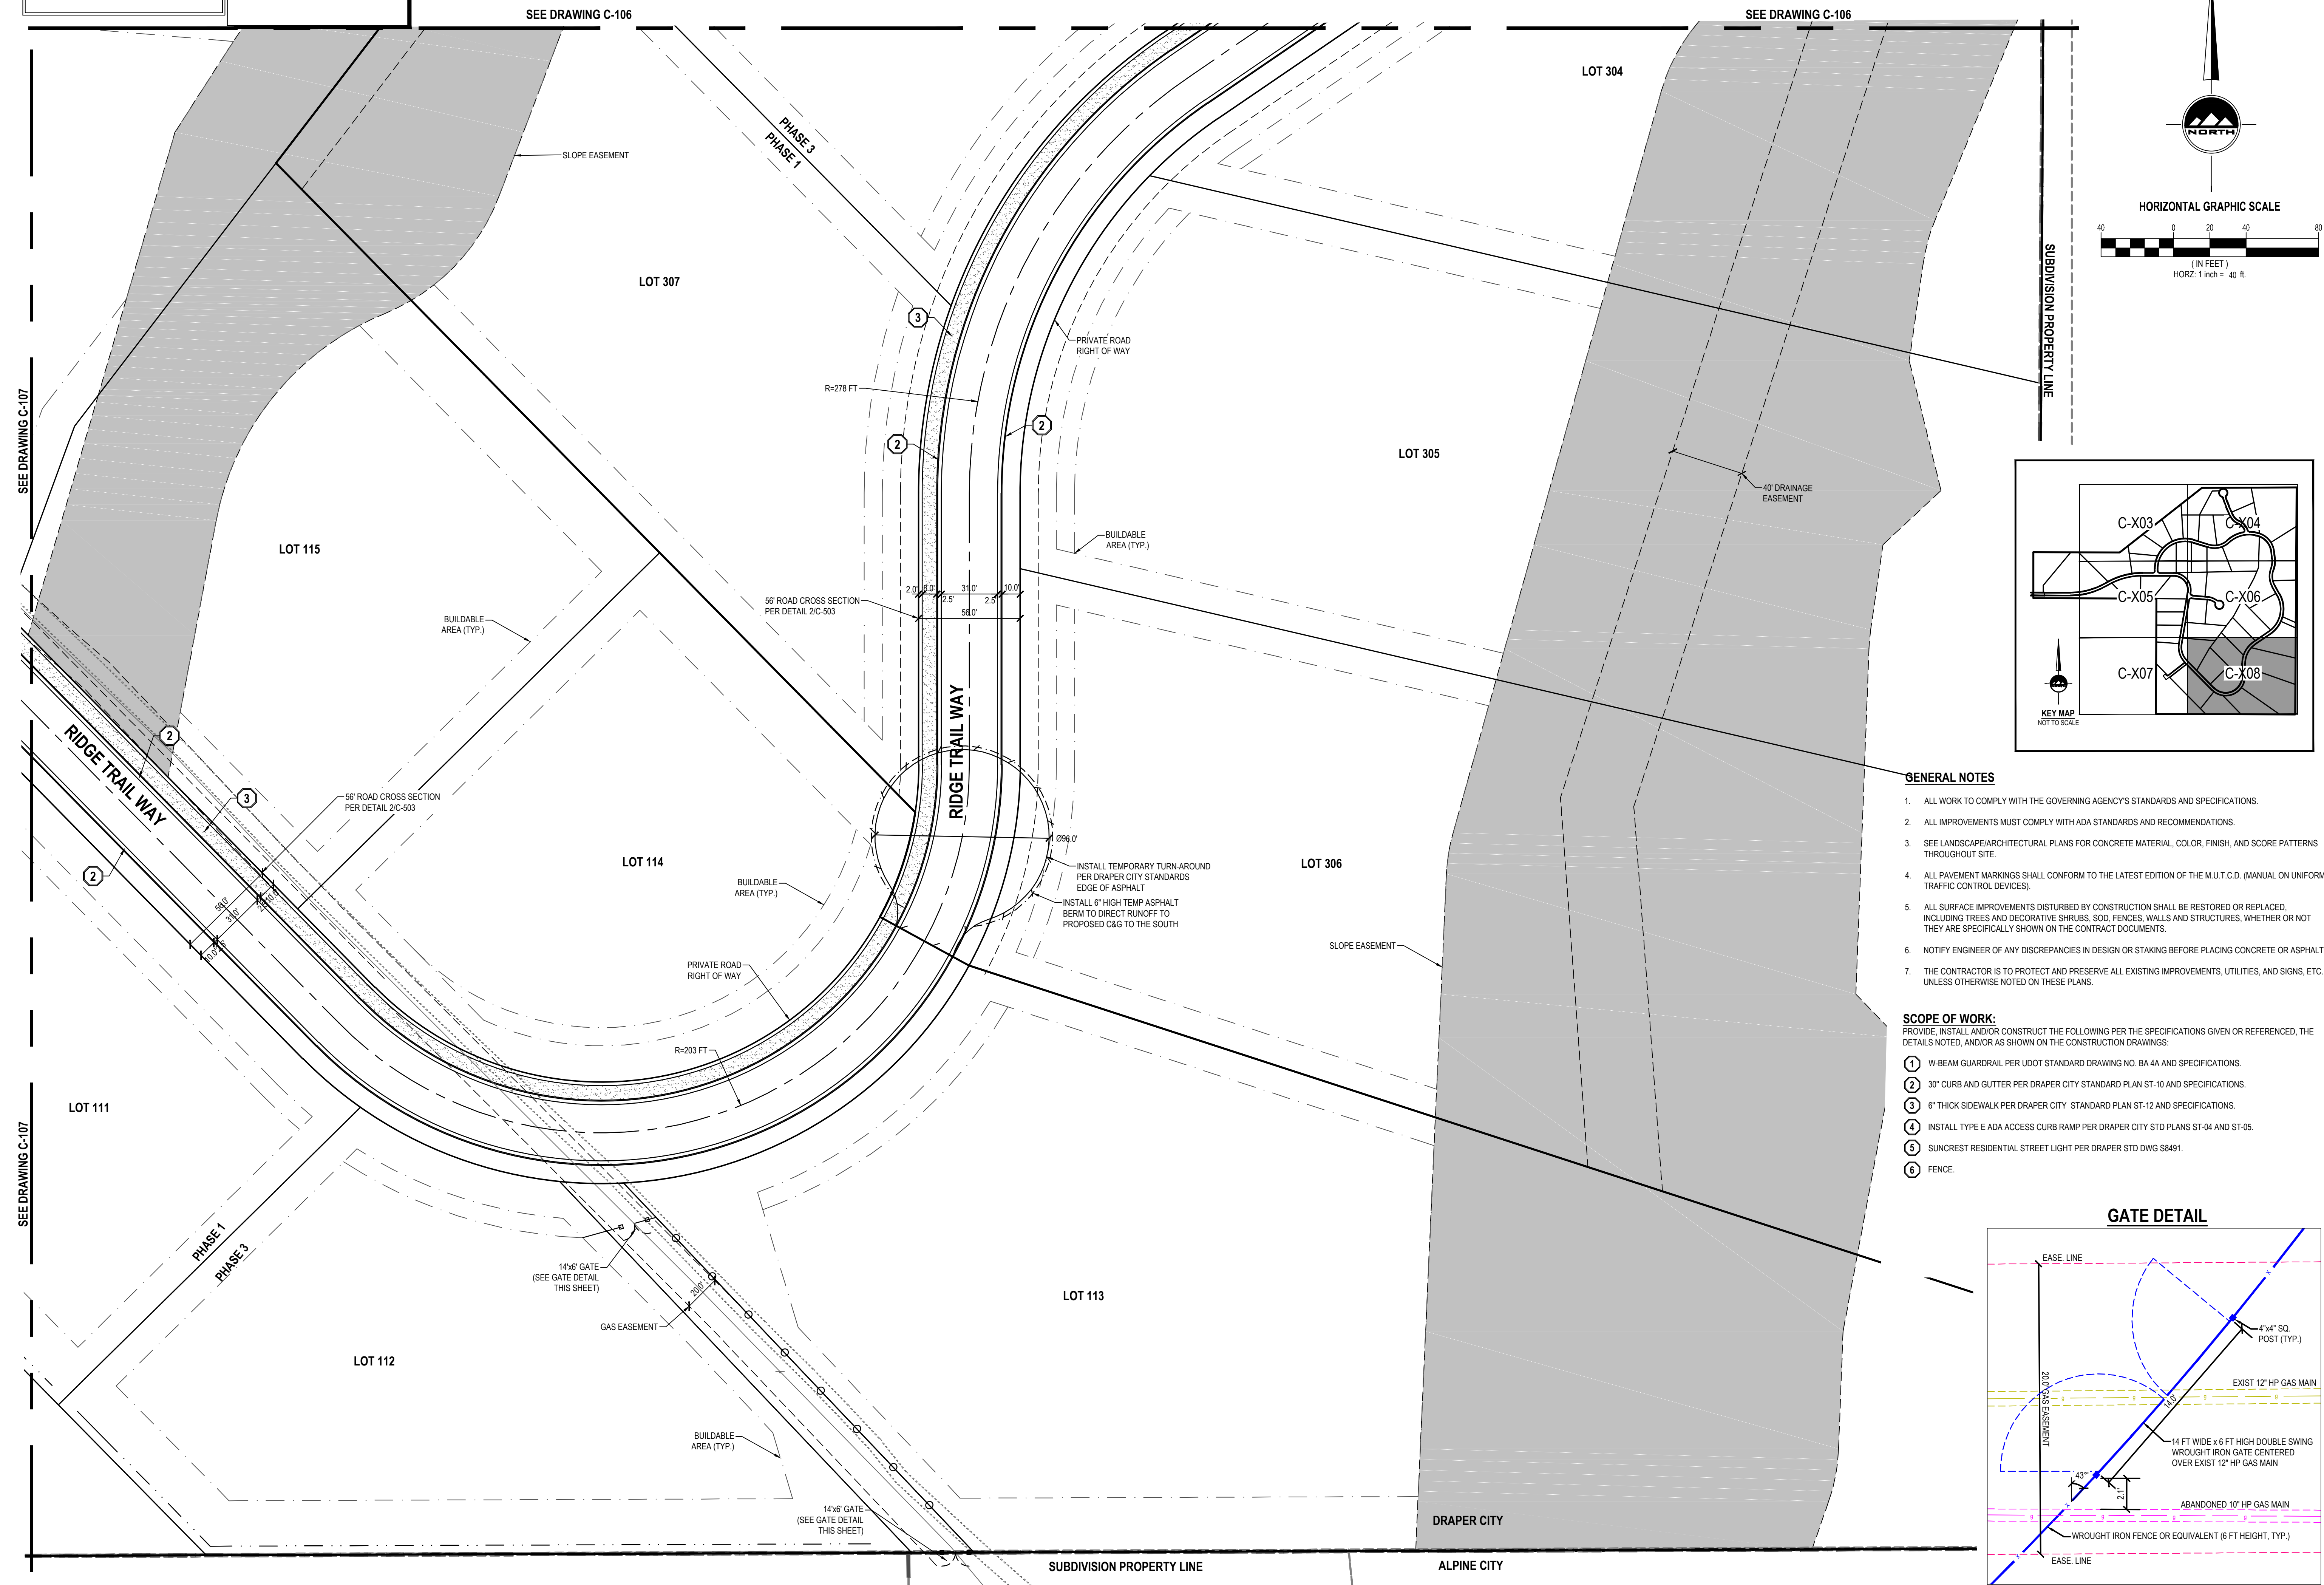 SEE DRAWING C-106
SEE DRAWING C-106
LOT 304
NORTH
HORIZONTAL GRAPHIC SCALE
40 0 20 40 80
( IN FEET )
HORZ: 1 inch = 40 ft.
SLOPE EASEMENT
PHASE 3
PHASE 1
LOT 307
3
PRIVATE ROAD
RIGHT OF WAY
R=278 FT
2
2
SUBDIVISION PROPERTY LINE
SEE DRAWING C-107
LOT 305
40' DRAINAGE
EASEMENT
LOT 115
BUILDABLE
AREA (TYP.)
BUILDABLE
AREA (TYP.)
56' ROAD CROSS SECTION
PER DETAIL 2/C-503
2.0' 8.0' 31.0' 10.0'
2.5' 2.5'
56.0'
C-X03
C-X04
C-X05
C-X06
C-X07
C-X08
KEY MAP
NOT TO SCALE
RIDGE TRAIL WAY
2
3
2
56' ROAD CROSS SECTION
PER DETAIL 2/C-503
56.0'
31.0'
RIDGE TRAIL WAY
Ø96.0'
LOT 114
BUILDABLE
AREA (TYP.)
INSTALL TEMPORARY TURN-AROUND
PER DRAPER CITY STANDARDS
EDGE OF ASPHALT
INSTALL 6" HIGH TEMP ASPHALT
BERM TO DIRECT RUNOFF TO
PROPOSED C&G TO THE SOUTH
LOT 306
SLOPE EASEMENT
PRIVATE ROAD
RIGHT OF WAY
R=203 FT
GENERAL NOTES
1. ALL WORK TO COMPLY WITH THE GOVERNING AGENCY'S STANDARDS AND SPECIFICATIONS.
2. ALL IMPROVEMENTS MUST COMPLY WITH ADA STANDARDS AND RECOMMENDATIONS.
3. SEE LANDSCAPE/ARCHITECTURAL PLANS FOR CONCRETE MATERIAL, COLOR, FINISH, AND SCORE PATTERNS
THROUGHOUT SITE.
4. ALL PAVEMENT MARKINGS SHALL CONFORM TO THE LATEST EDITION OF THE M.U.T.C.D. (MANUAL ON UNIFORM
TRAFFIC CONTROL DEVICES).
5. ALL SURFACE IMPROVEMENTS DISTURBED BY CONSTRUCTION SHALL BE RESTORED OR REPLACED,
INCLUDING TREES AND DECORATIVE SHRUBS, SOD, FENCES, WALLS AND STRUCTURES, WHETHER OR NOT
THEY ARE SPECIFICALLY SHOWN ON THE CONTRACT DOCUMENTS.
6. NOTIFY ENGINEER OF ANY DISCREPANCIES IN DESIGN OR STAKING BEFORE PLACING CONCRETE OR ASPHALT
7. THE CONTRACTOR IS TO PROTECT AND PRESERVE ALL EXISTING IMPROVEMENTS, UTILITIES, AND SIGNS, ETC.
UNLESS OTHERWISE NOTED ON THESE PLANS.
SCOPE OF WORK:
PROVIDE, INSTALL AND/OR CONSTRUCT THE FOLLOWING PER THE SPECIFICATIONS GIVEN OR REFERENCED, THE
DETAILS NOTED, AND/OR AS SHOWN ON THE CONSTRUCTION DRAWINGS:
1 W-BEAM GUARDRAIL PER UDOT STANDARD DRAWING NO. BA 4A AND SPECIFICATIONS.
2 30" CURB AND GUTTER PER DRAPER CITY STANDARD PLAN ST-10 AND SPECIFICATIONS.
3 6" THICK SIDEWALK PER DRAPER CITY STANDARD PLAN ST-12 AND SPECIFICATIONS.
4 INSTALL TYPE E ADA ACCESS CURB RAMP PER DRAPER CITY STD PLANS ST-04 AND ST-05.
5 SUNCREST RESIDENTIAL STREET LIGHT PER DRAPER STD DWG S8491.
6 FENCE.
SEE DRAWING C-107
LOT 111
PHASE 1
PHASE 3
14'x6' GATE
(SEE GATE DETAIL
THIS SHEET)
20.0'
GAS EASEMENT
LOT 113
LOT 112
BUILDABLE
AREA (TYP.)
14'x6' GATE
(SEE GATE DETAIL
THIS SHEET)
DRAPER CITY
SUBDIVISION PROPERTY LINE
ALPINE CITY
GATE DETAIL
EASE. LINE
4"x4" SQ.
POST (TYP.)
20.0' GAS EASEMENT
EXIST 12" HP GAS MAIN
14.0'
14 FT WIDE x 6 FT HIGH DOUBLE SWING
WROUGHT IRON GATE CENTERED
OVER EXIST 12" HP GAS MAIN
43°
2.1'
ABANDONED 10" HP GAS MAIN
WROUGHT IRON FENCE OR EQUIVALENT (6 FT HEIGHT, TYP.)
EASE. LINE